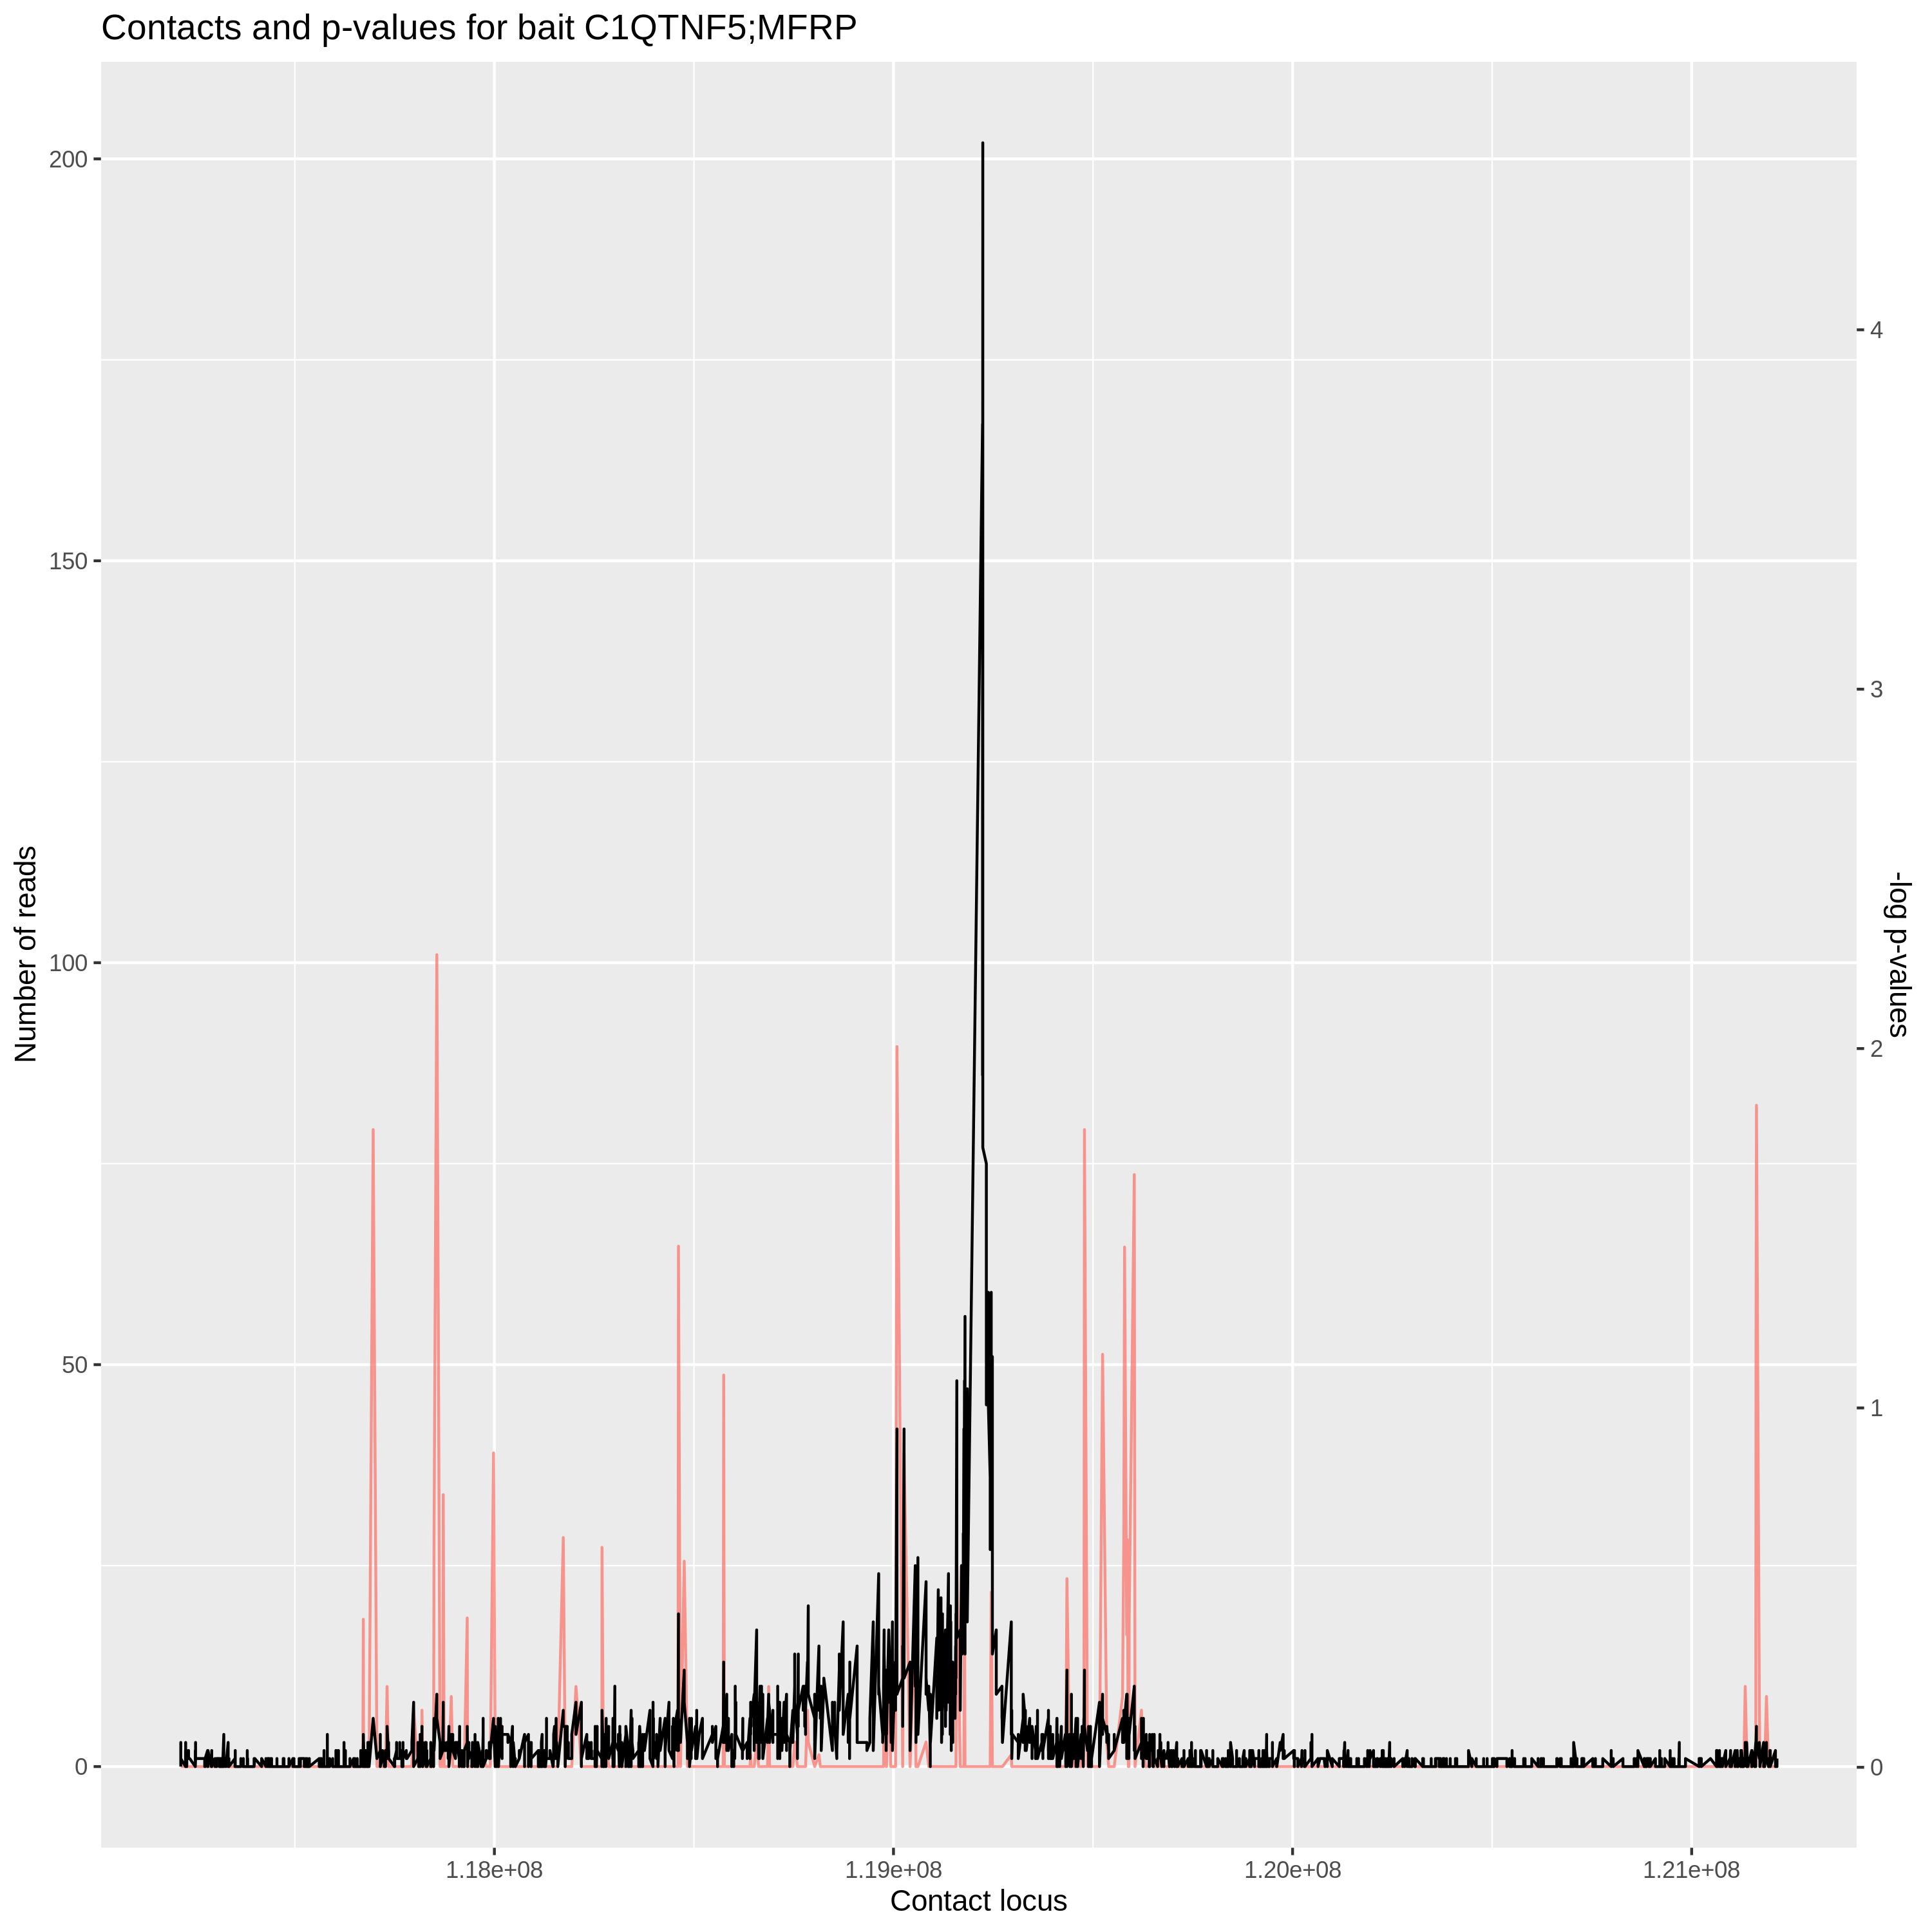 Contacts and p-values for bait C1QTNF5;MFRP
200
150
100
50
0
Number of reads
4
3
2
1
0
-log p-values
1.18e+08
1.19e+08
1.20e+08
1.21e+08
Contact locus